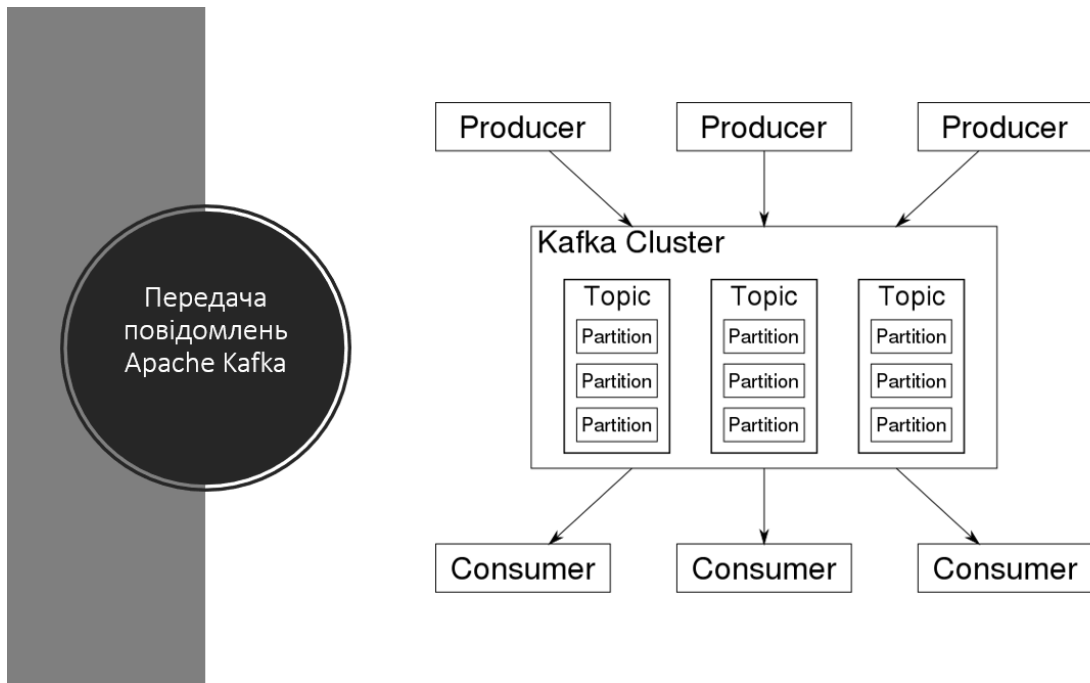 Передача
повідомлень
Apache Kafka
Producer
Producer
Producer
Kafka Cluster
Topic
Partition
Partition
Partition
Topic
Partition
Partition
Partition
Topic
Partition
Partition
Partition
Consumer
Consumer
Consumer